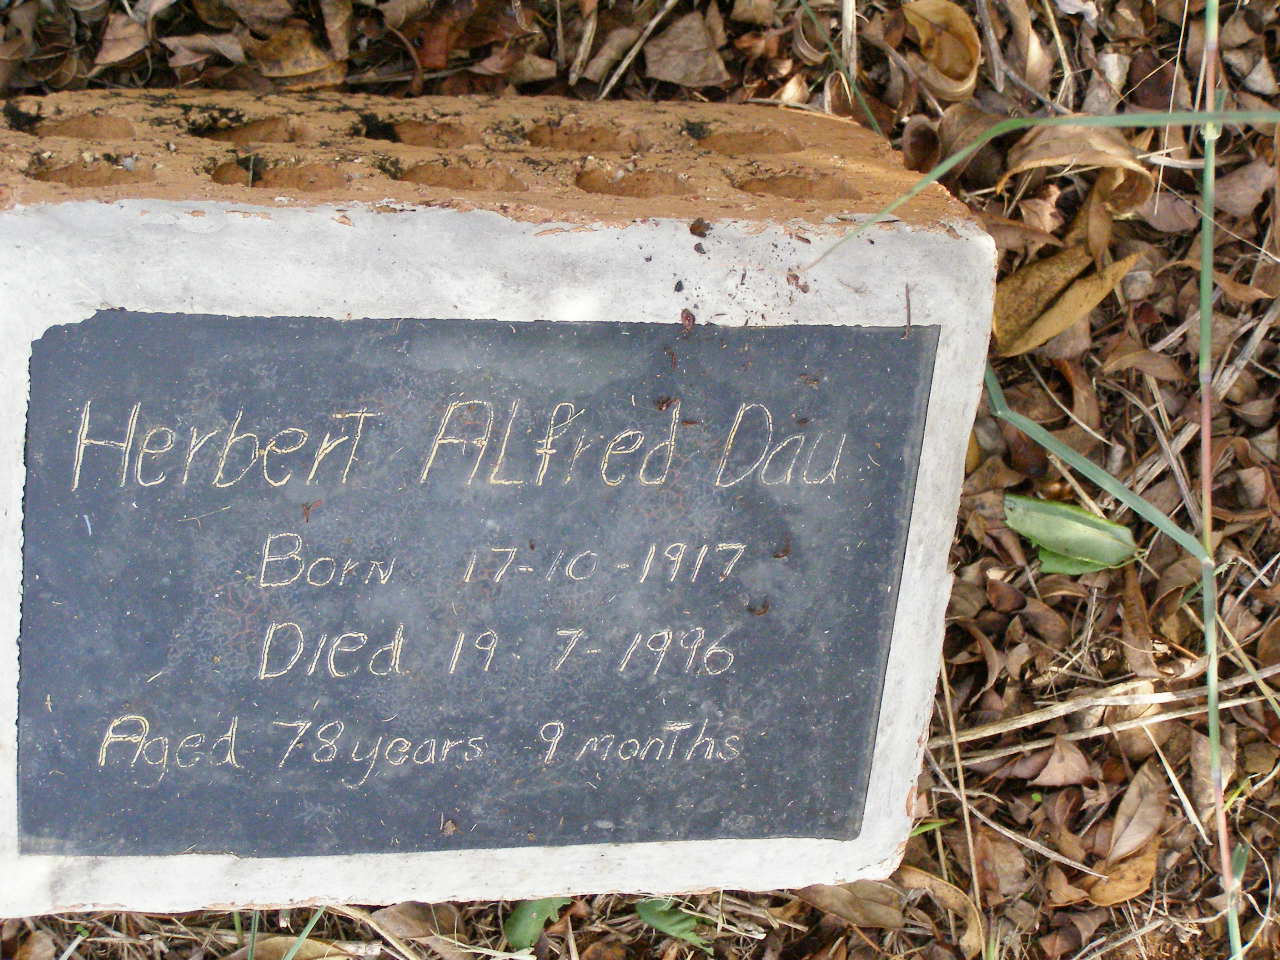 Herbert Alfred Dau
Born 17-10-1917
Died 19-7-1996
Aged 78 years 9 months